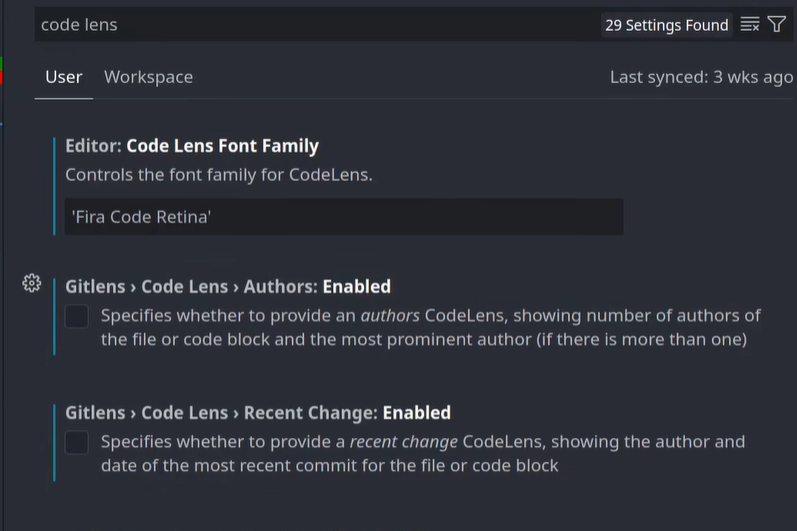 code lens
29 Settings Found
User Workspace Last synced: 3 wks ago
Editor: Code Lens Font Family
Controls the font family for CodeLens.
'Fira Code Retina'
Gitlens › Code Lens › Authors: Enabled
Specifies whether to provide an authors CodeLens, showing number of authors of
the file or code block and the most prominent author (if there is more than one)
Gitlens › Code Lens › Recent Change: Enabled
Specifies whether to provide a recent change CodeLens, showing the author and
date of the most recent commit for the file or code block